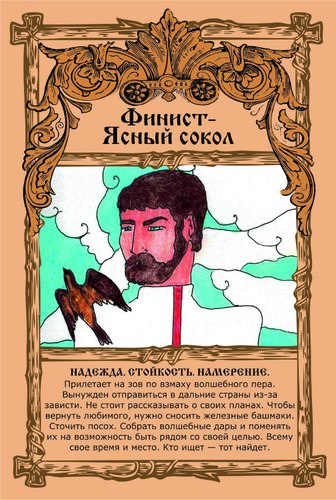 Финист-
Ясный сокол
НАДЕЖДА. СТОЙКОСТЬ. НАМЕРЕНИЕ.
Прилетает на зов по взмаху волшебного пера.
Вынужден отправиться в дальние страны из-за
зависти. Не стоит рассказывать о своих планах. Чтобы
вернуть любимого, нужно сносить железные башмаки.
Сточить посох. Собрать волшебные дары и поменять
их на возможность быть рядом со своей целью. Всему
свое время и место. Кто ищет — тот найдет.